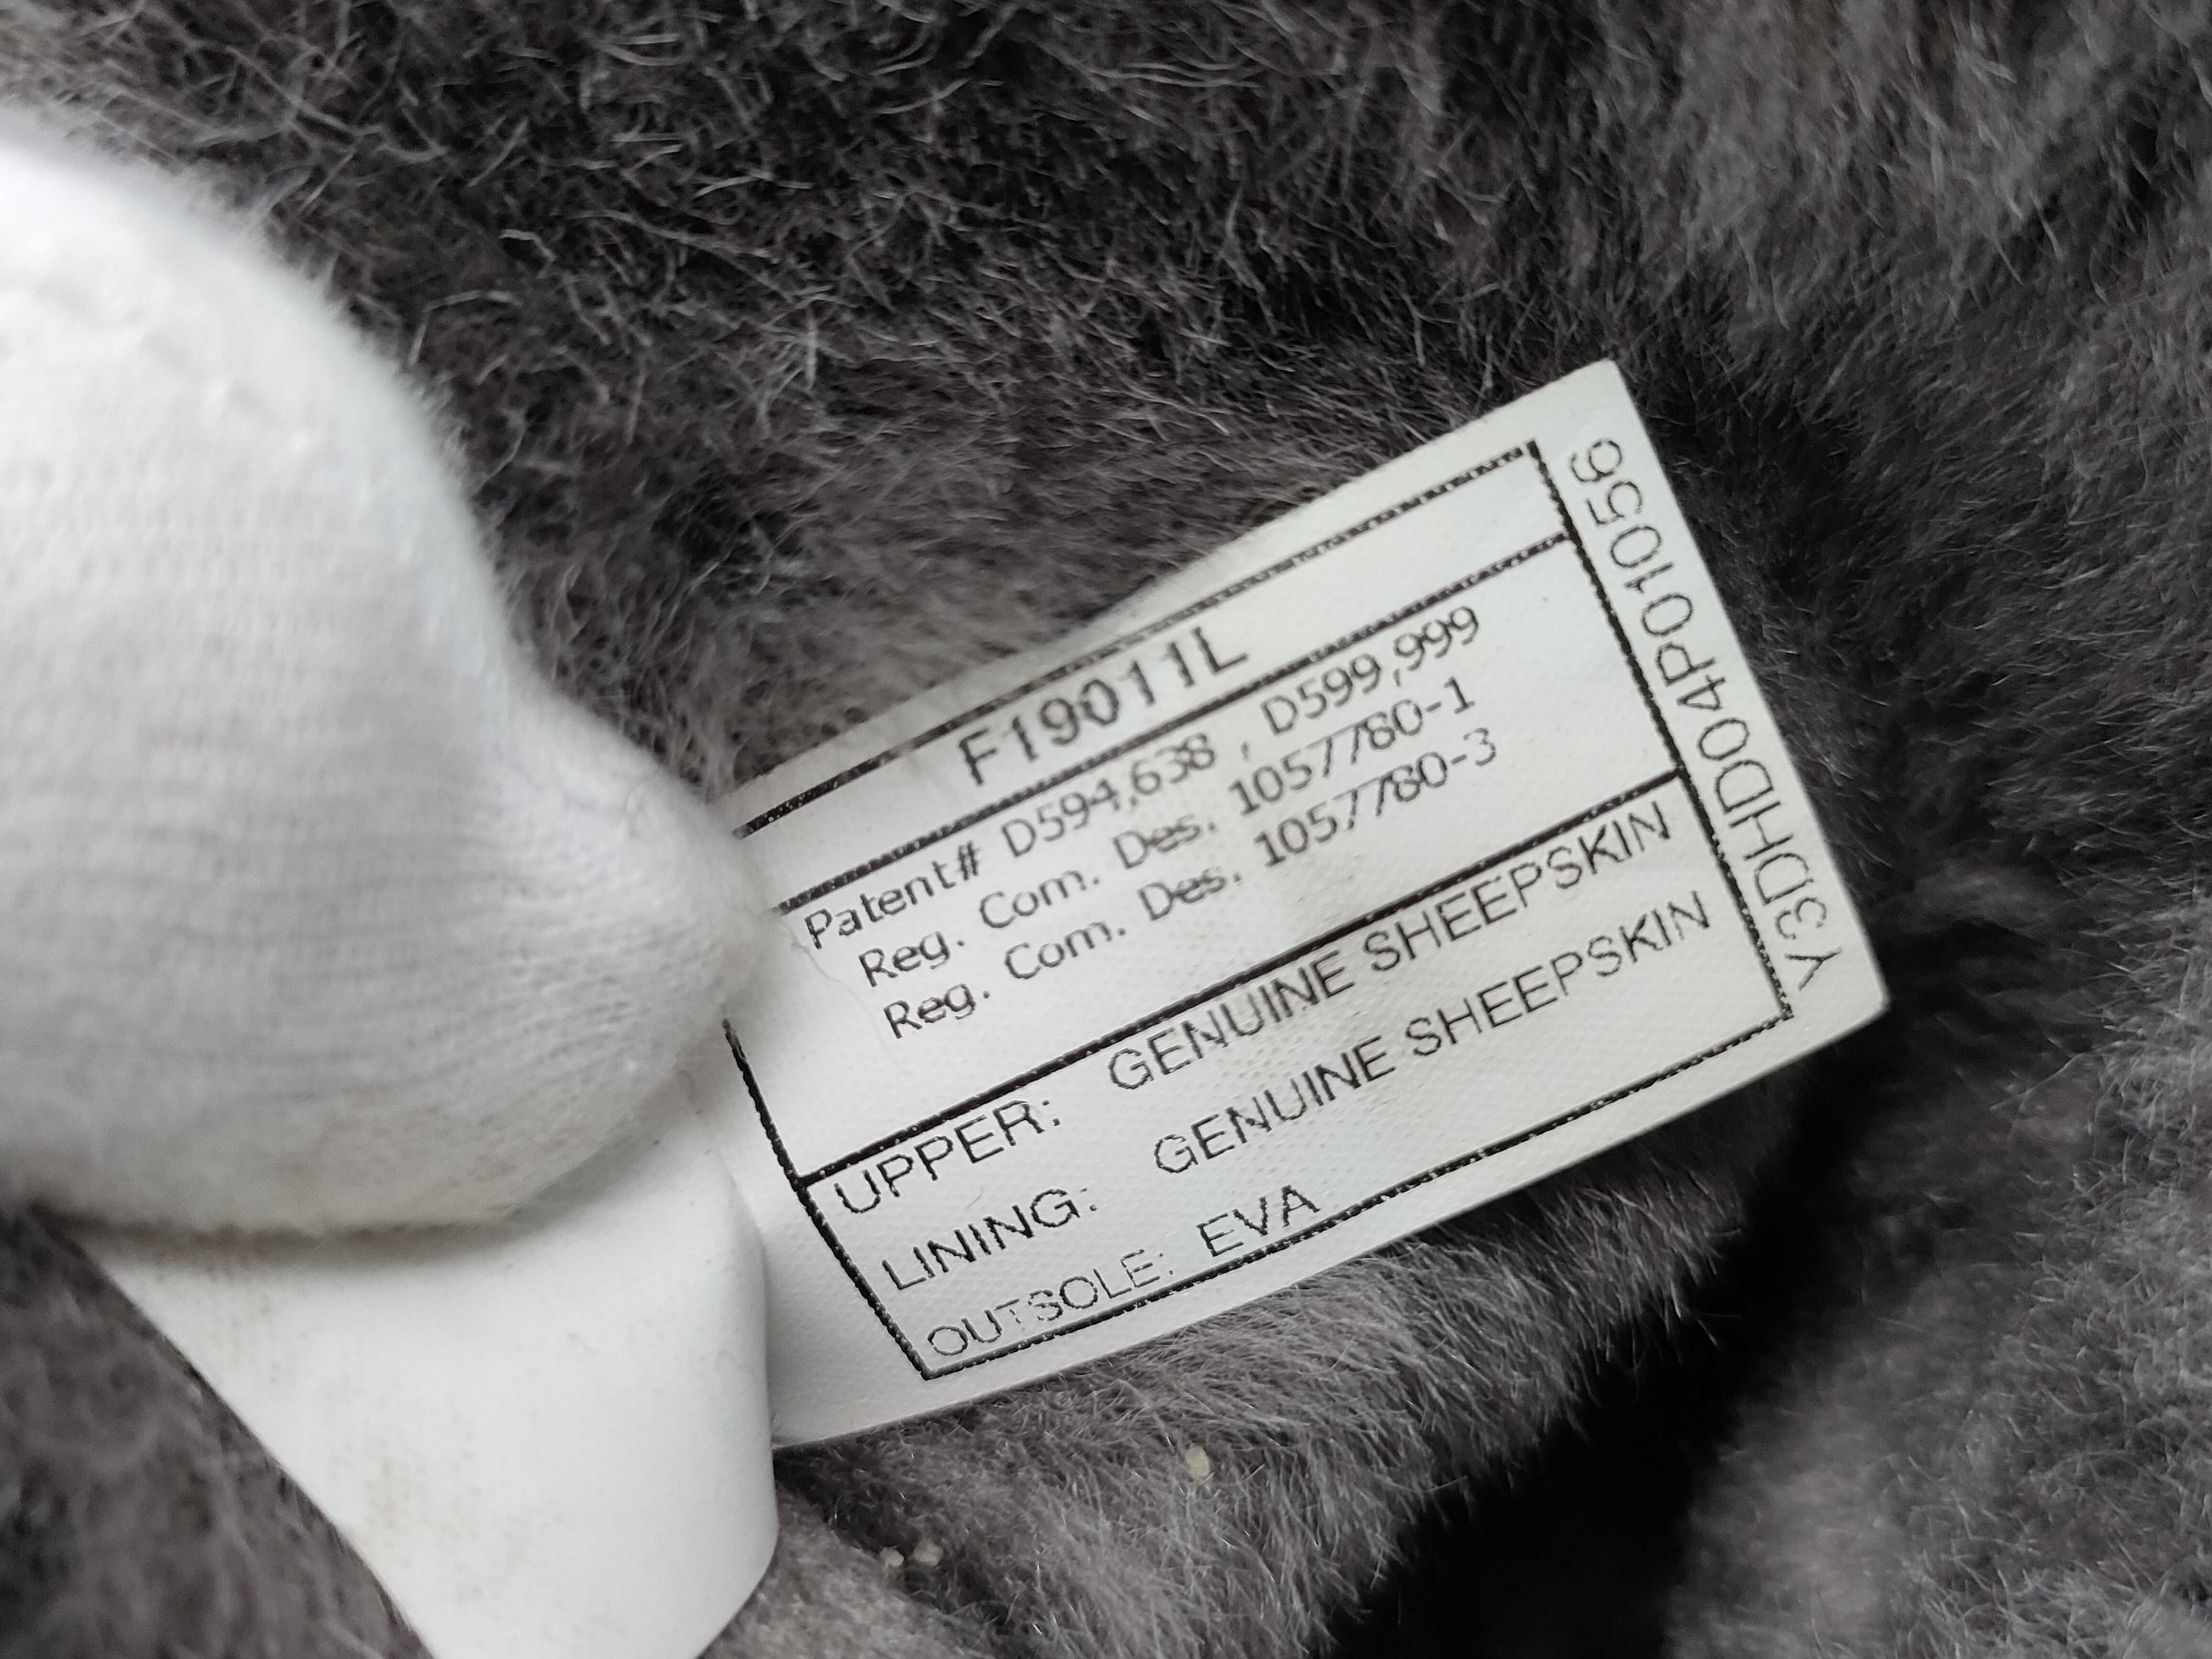 F19011L
Patent# D594,638 , D599,999
Reg. Com. Des. 1057780-1
Reg. Com. Des. 1057780-3
UPPER: GENUINE SHEEPSKIN
LINING: GENUINE SHEEPSKIN
OUTSOLE: EVA
Y3DHD04P01056